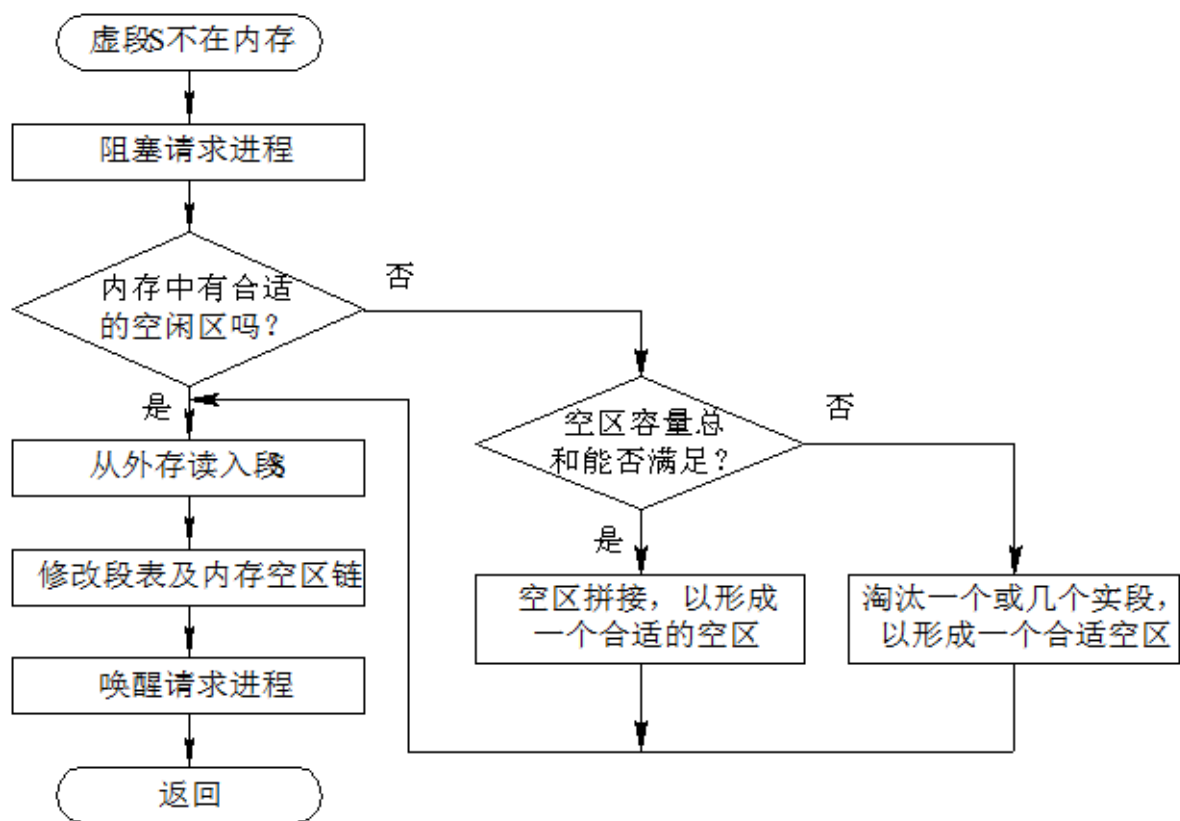 虚段S不在内存
阻塞请求进程
内存中有合适
的空闲区吗?
否
是
从外存读入段S
修改段表及内存空区链
唤醒请求进程
返回
空区容量总
和能否满足?
否
是
空区拼接，以形成
一个合适的空区
淘汰一个或几个实段，
以形成一个合适空区